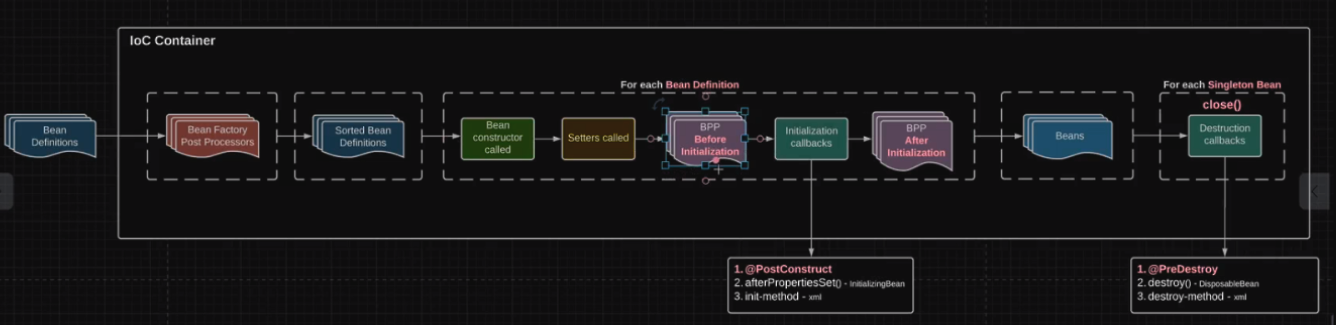 IoC Container
For each Bean Definition
For each Singleton Bean
close()
Bean
Definitions
Bean Factory
Post Processors
Sorted Bean
Definitions
Bean
constructor
called
Setters called
BPP
Before
Initialization
Initialization
callbacks
BPP
After
Initialization
Beans
Destruction
callbacks
1. @PostConstruct
2. afterPropertiesSet() - InitializingBean
3. init-method - xml
1. @PreDestroy
2. destroy() - DisposableBean
3. destroy-method - xml